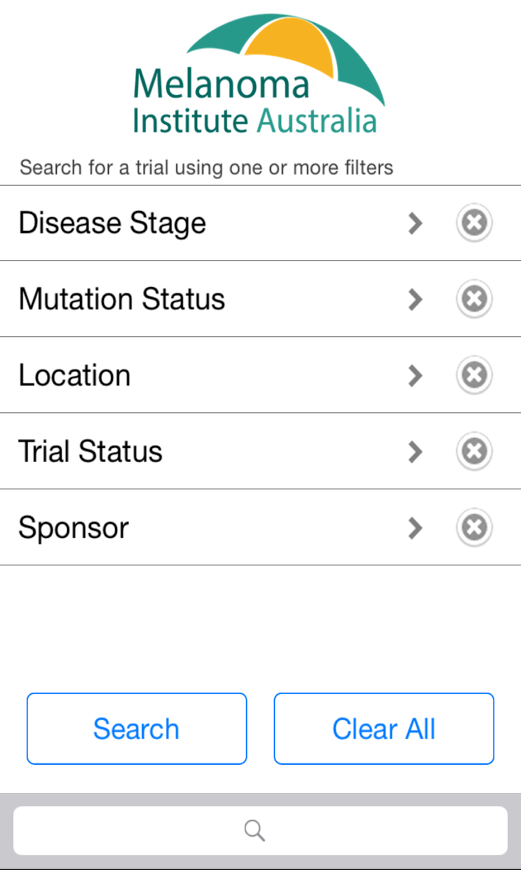 Melanoma
Institute Australia
Search for a trial using one or more filters
Disease Stage
Mutation Status
Location
Trial Status
Sponsor
Search
Clear All